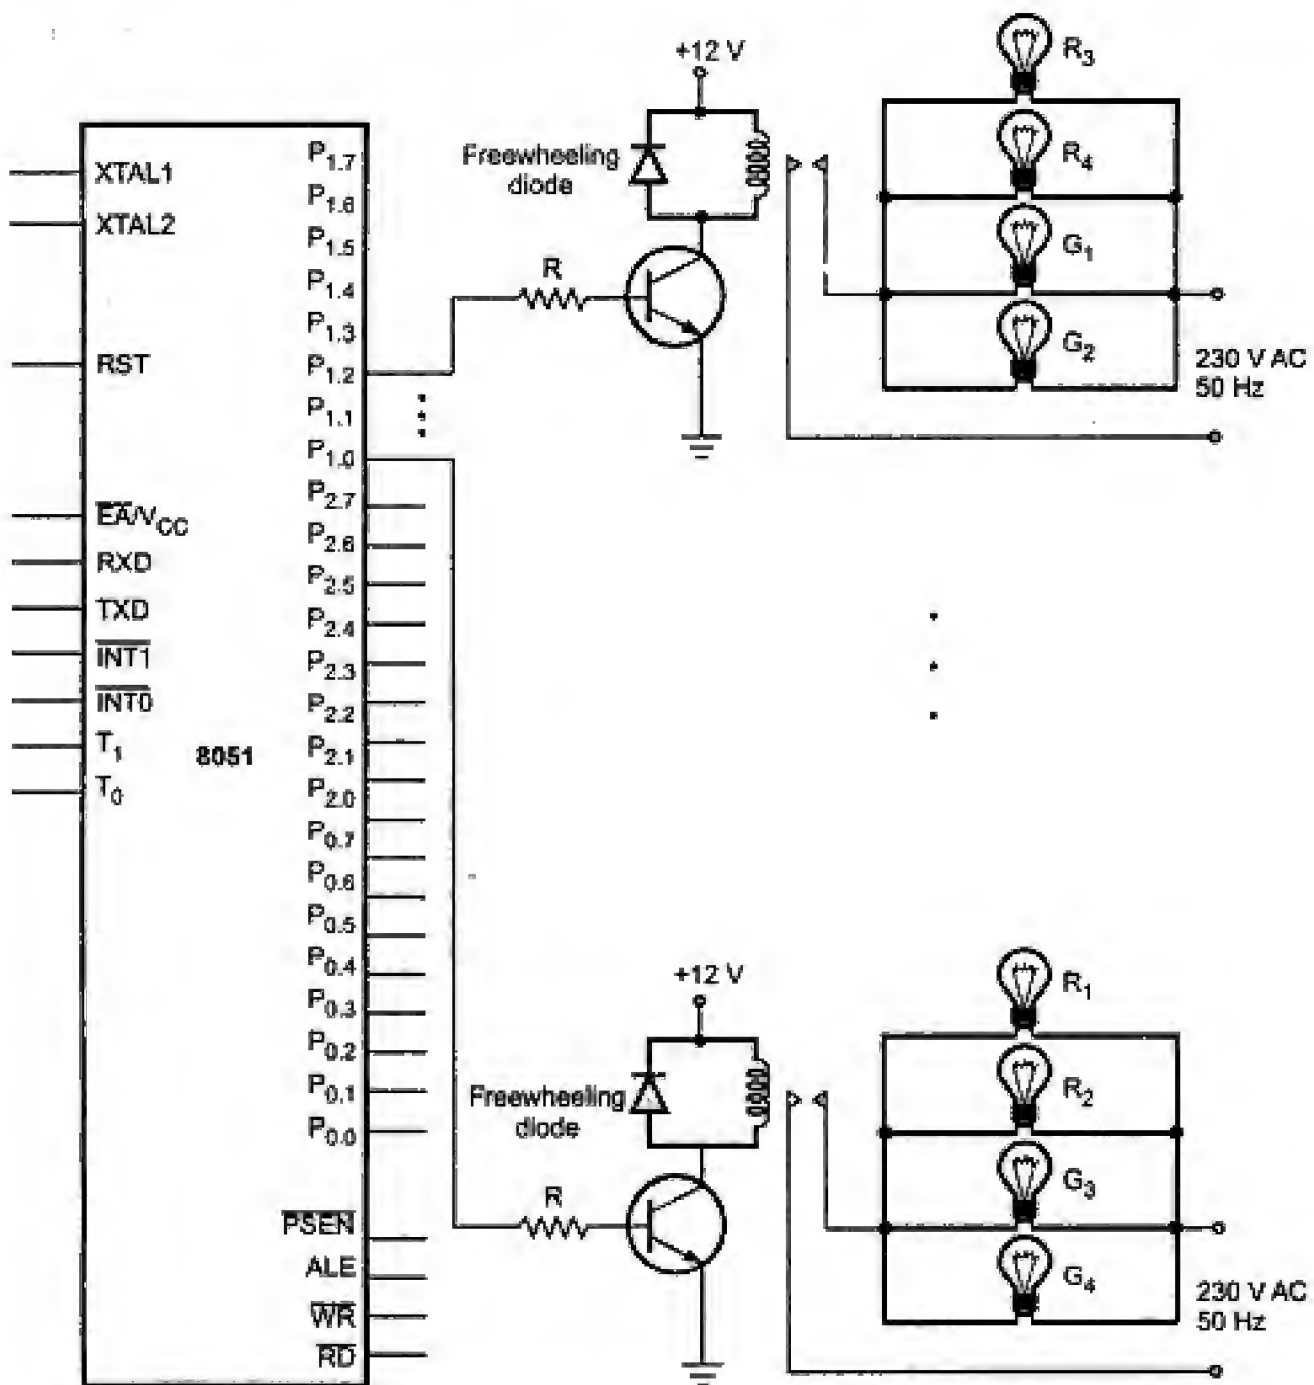 +12 V
R3
Freewheeling
diode
R4
G1
G2
R
230 V AC
50 Hz
XTAL1
XTAL2
RST
EA/VCC
RXD
TXD
INT1
INT0
T1
T0
8051
P1.7
P1.6
P1.5
P1.4
P1.3
P1.2
P1.1
P1.0
P2.7
P2.6
P2.5
P2.4
P2.3
P2.2
P2.1
P2.0
P0.7
P0.6
P0.5
P0.4
P0.3
P0.2
P0.1
P0.0
PSEN
ALE
WR
RD
+12 V
R1
Freewheeling
diode
R2
G3
G4
R
230 V AC
50 Hz